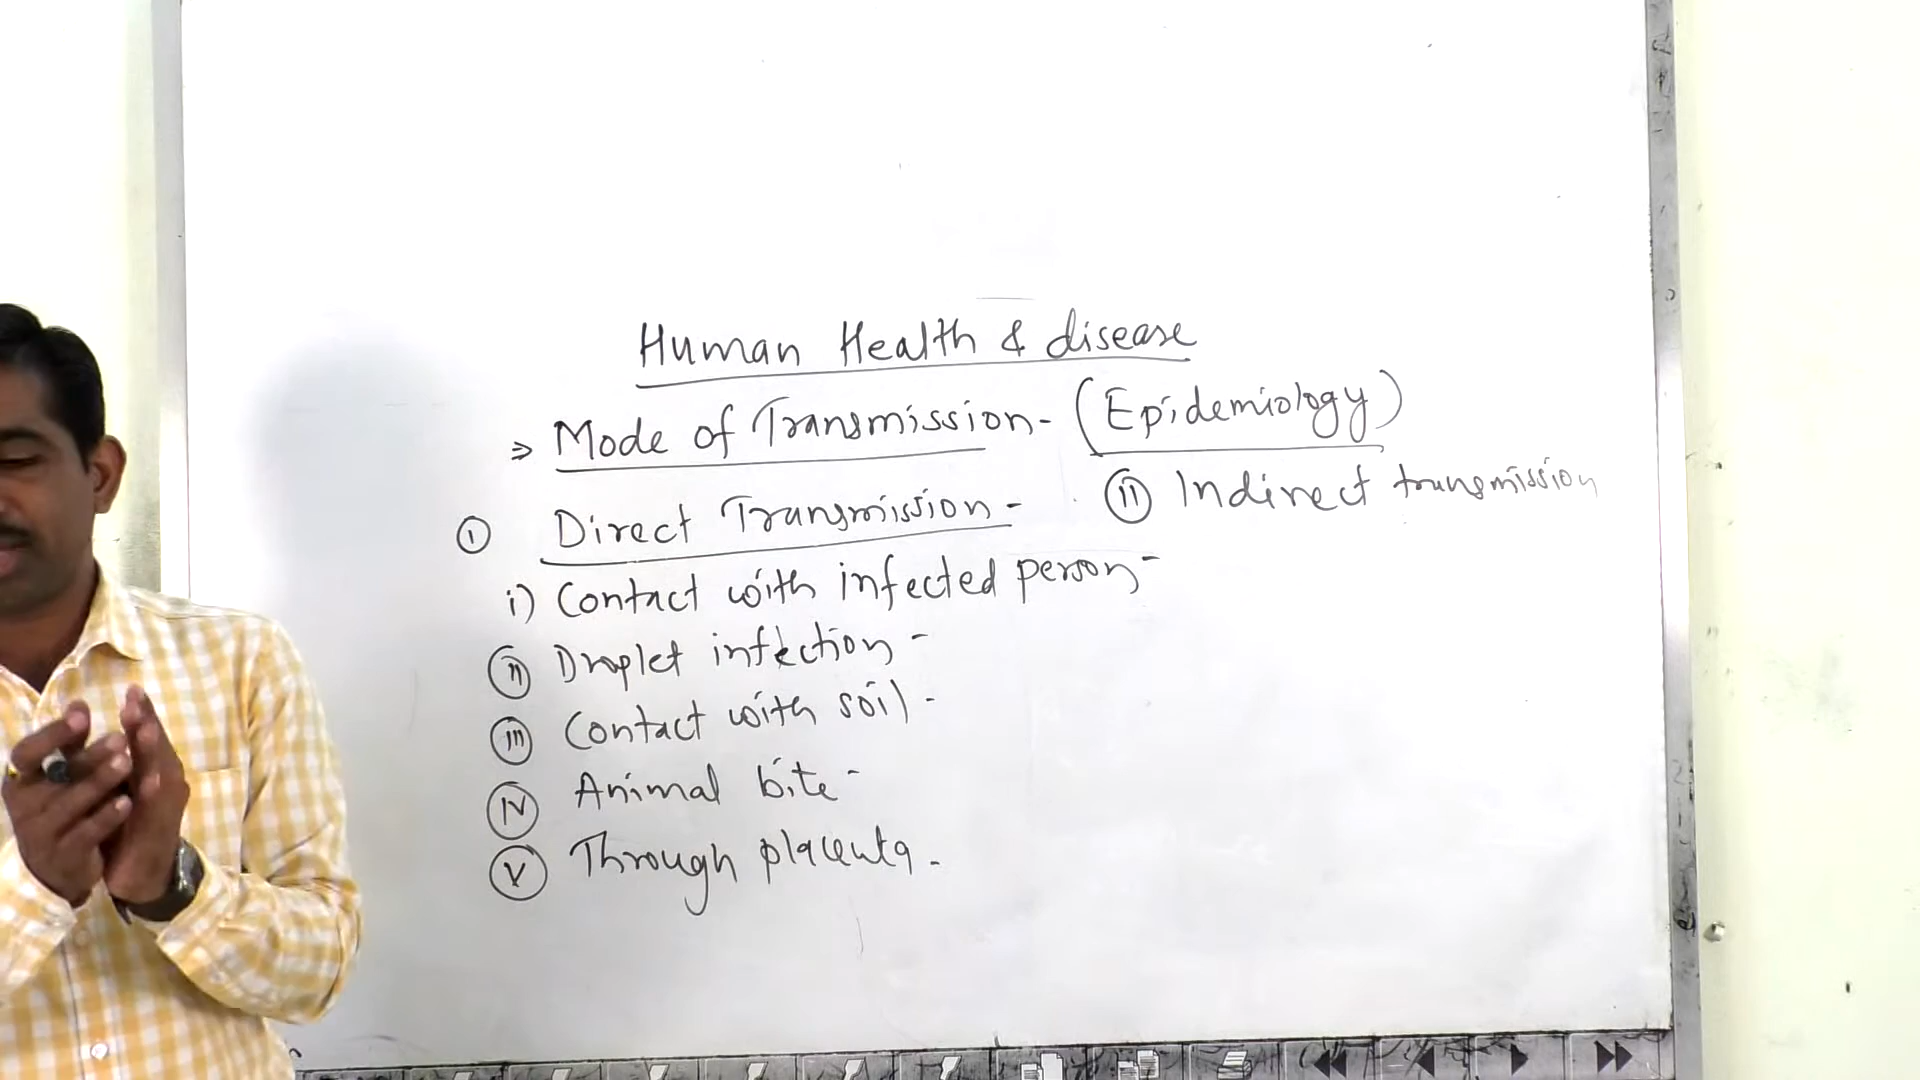 Human Health & disease
⇒ Mode of Transmission - (Epidemiology)
① Direct Transmission -
ⓘⓘ Indirect transmission
i) Contact with infected person -
ii Droplet infection -
iii Contact with soil -
iv Animal bite -
v Through placenta -